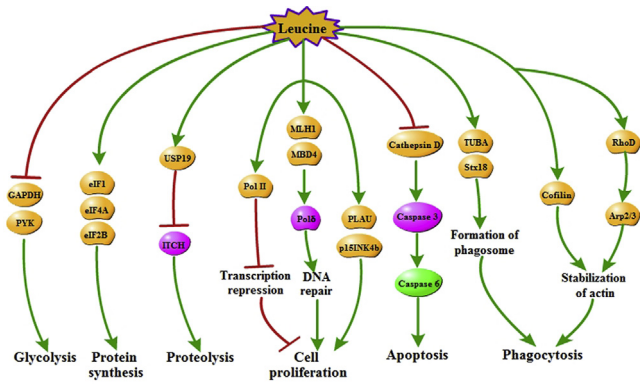 Leucine
GAPDH
PYK
Glycolysis
eIF1
eIF4A
eIF2B
Protein
synthesis
USP19
ITCH
Proteolysis
Pol II
Transcription
repression
MLH1
MBD4
Polδ
DNA
repair
PLAU
p15INK4b
Cell
proliferation
Cathepsin D
Caspase 3
Caspase 6
Apoptosis
TUBA
Stx18
Formation of
phagosome
Cofilin
RhoD
Arp2/3
Stabilization
of actin
Phagocytosis